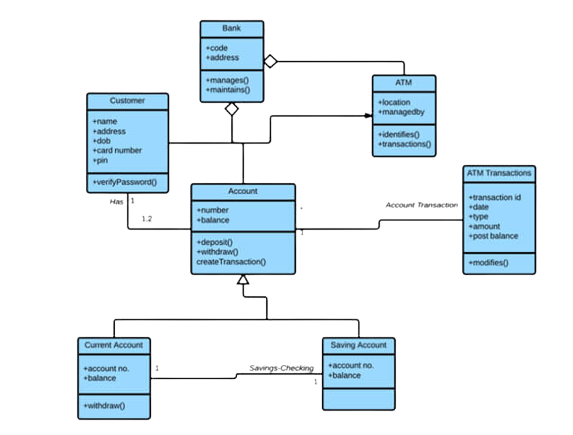 Bank
+code
+address
+manages()
+maintains()
ATM
+location
+managedby
+identifies()
+transactions()
Customer
+name
+address
+dob
+card number
+pin
+verifyPassword()
Has
1
1.2
Account
+number
+balance
+deposit()
+withdraw()
createTransaction()
*
1
Account Transaction
ATM Transactions
+transaction id
+date
+type
+amount
+post balance
+modifies()
Current Account
+account no.
+balance
+withdraw()
1
Savings-Checking
1
Saving Account
+account no.
+balance